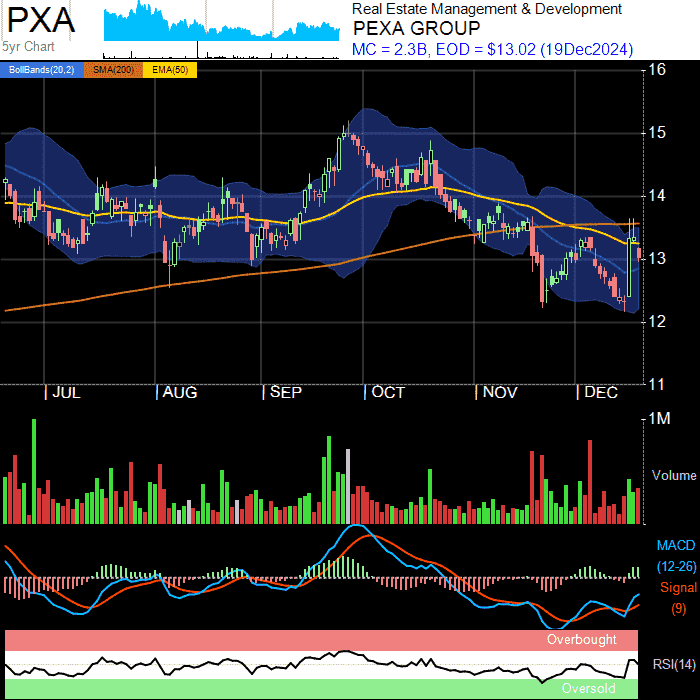 PXA
5yr Chart
Real Estate Management & Development
PEXA GROUP
MC = 2.3B, EOD = $13.02 (19Dec2024)
BollBands(20,2) SMA(200) EMA(50)
16
15
14
13
12
11
| JUL | AUG | SEP | OCT | NOV | DEC
1M
Volume
MACD
(12-26)
Signal
(9)
Overbought
RSI(14)
Oversold